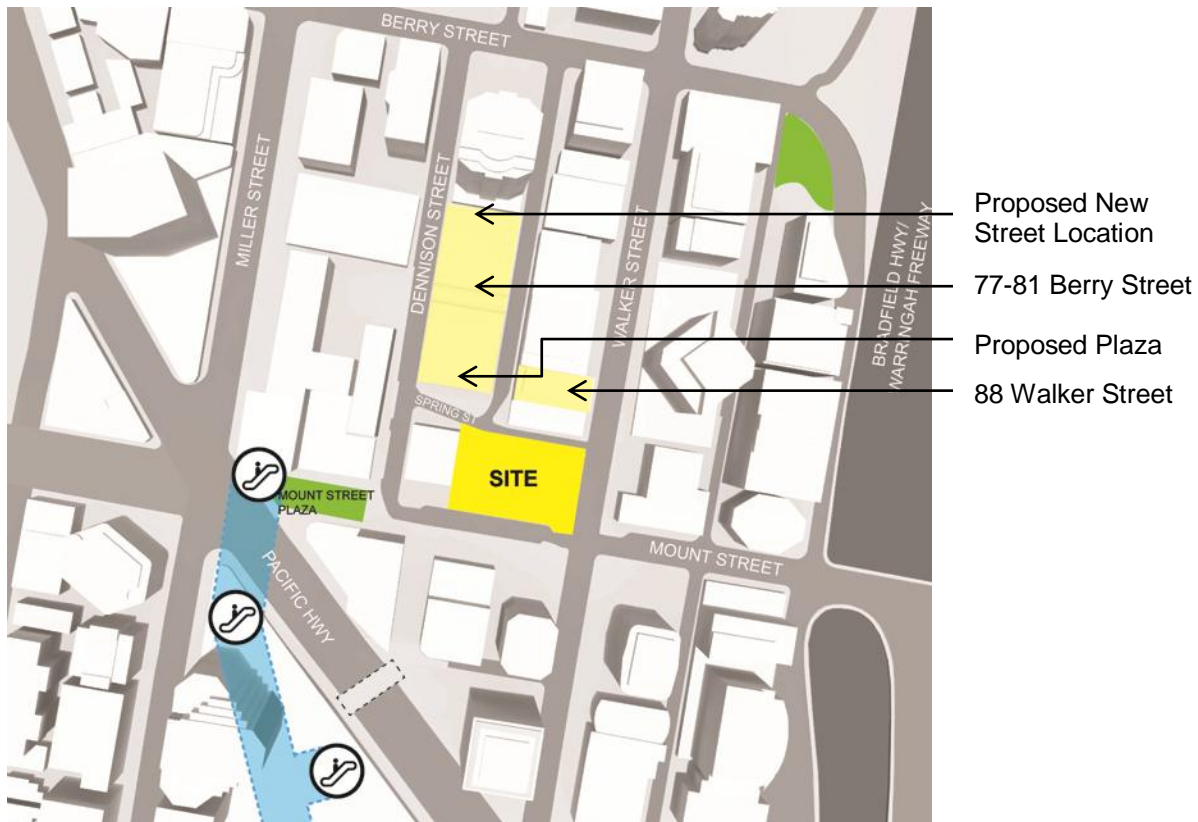 BERRY STREET
MILLER STREET
DENNISON STREET
WALKER STREET
BRADFIELD HWY/
WARRINGAH FREEWAY
Proposed New
Street Location
77-81 Berry Street
Proposed Plaza
88 Walker Street
SPRING ST
SITE
MOUNT STREET
PLAZA
MOUNT STREET
PACIFIC HWY